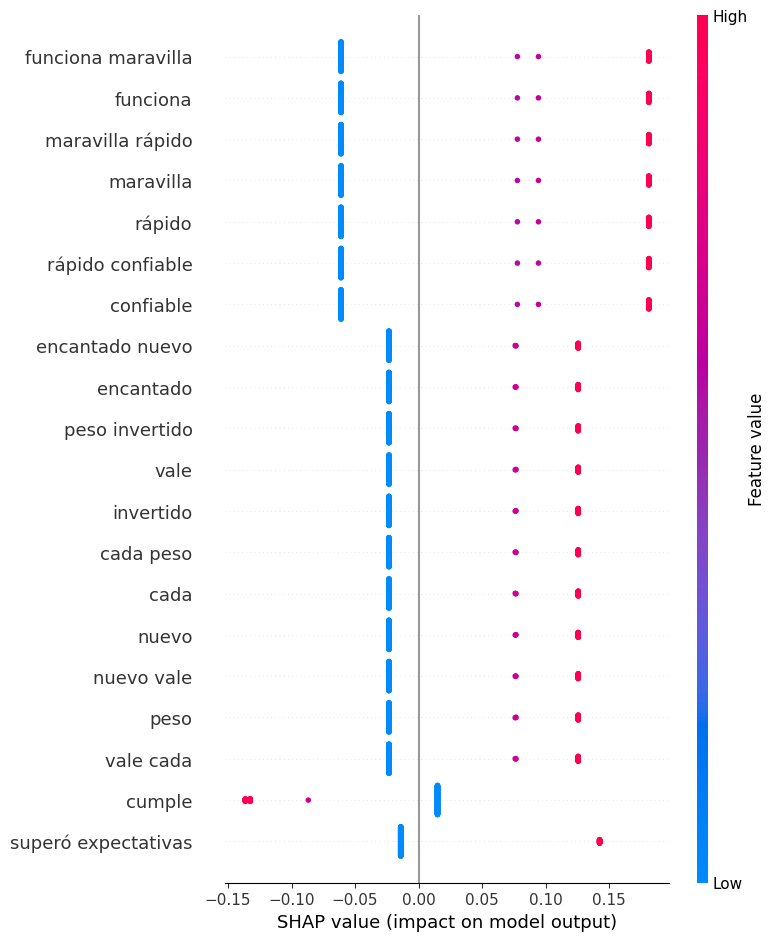 High
funciona maravilla
funciona
maravilla rápido
maravilla
rápido
rápido confiable
confiable
encantado nuevo
encantado
peso invertido
vale
invertido
cada peso
cada
nuevo
nuevo vale
peso
vale cada
cumple
superó expectativas
Feature value
Low
−0.15 −0.10 −0.05 0.00 0.05 0.10 0.15
SHAP value (impact on model output)